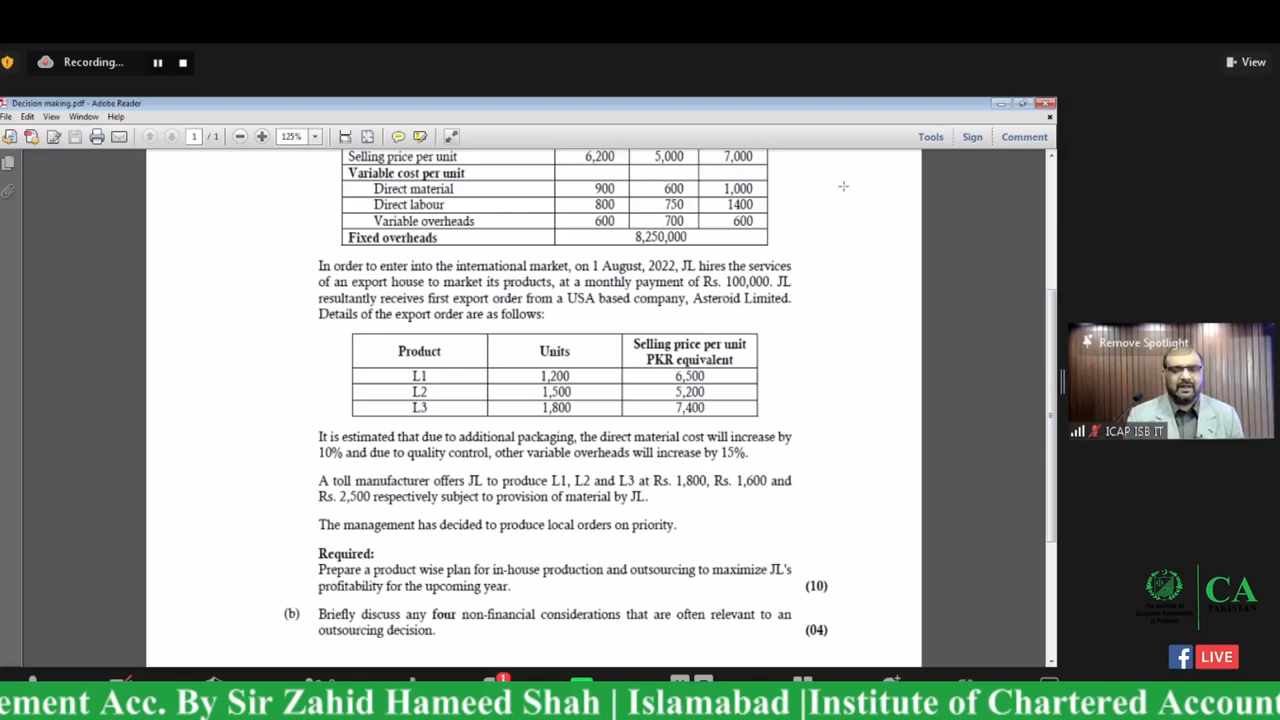 Recording...
View
Decision making.pdf - Adobe Reader
File Edit View Window Help
1 / 1 125% Tools Sign Comment
Selling price per unit 6,200 5,000 7,000
Variable cost per unit
Direct material 900 600 1,000
Direct labour 800 750 1400
Variable overheads 600 700 600
Fixed overheads 8,250,000
In order to enter into the international market, on 1 August, 2022, JL hires the services
of an export house to market its products, at a monthly payment of Rs. 100,000. JL
resultantly receives first export order from a USA based company, Asteroid Limited.
Details of the export order are as follows:
Product Units Selling price per unit
PKR equivalent
L1 1,200 6,500
L2 1,500 5,200
L3 1,800 7,400
It is estimated that due to additional packaging, the direct material cost will increase by
10% and due to quality control, other variable overheads will increase by 15%.
A toll manufacturer offers JL to produce L1, L2 and L3 at Rs. 1,800, Rs. 1,600 and
Rs. 2,500 respectively subject to provision of material by JL.
The management has decided to produce local orders on priority.
Required:
Prepare a product wise plan for in-house production and outsourcing to maximize JL's
profitability for the upcoming year. (10)
(b) Briefly discuss any four non-financial considerations that are often relevant to an
outsourcing decision. (04)
Remove Spotlight
ICAP ISB IT
CA
PAKISTAN
f LIVE
1
ement Acc. By Sir Zahid Hameed Shah | Islamabad |Institute of Chartered Account